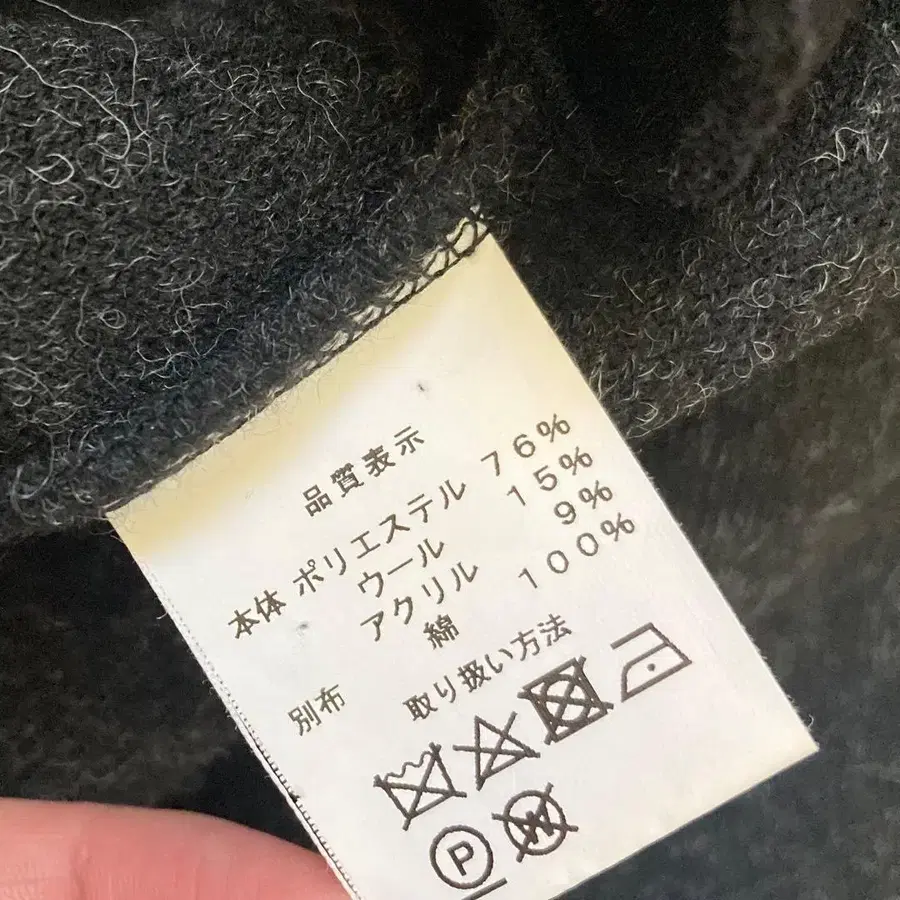 品質表示
本体 ポリエステル 76%
ウール 15%
アクリル 9%
別布 綿 100%
取り扱い方法
P
W